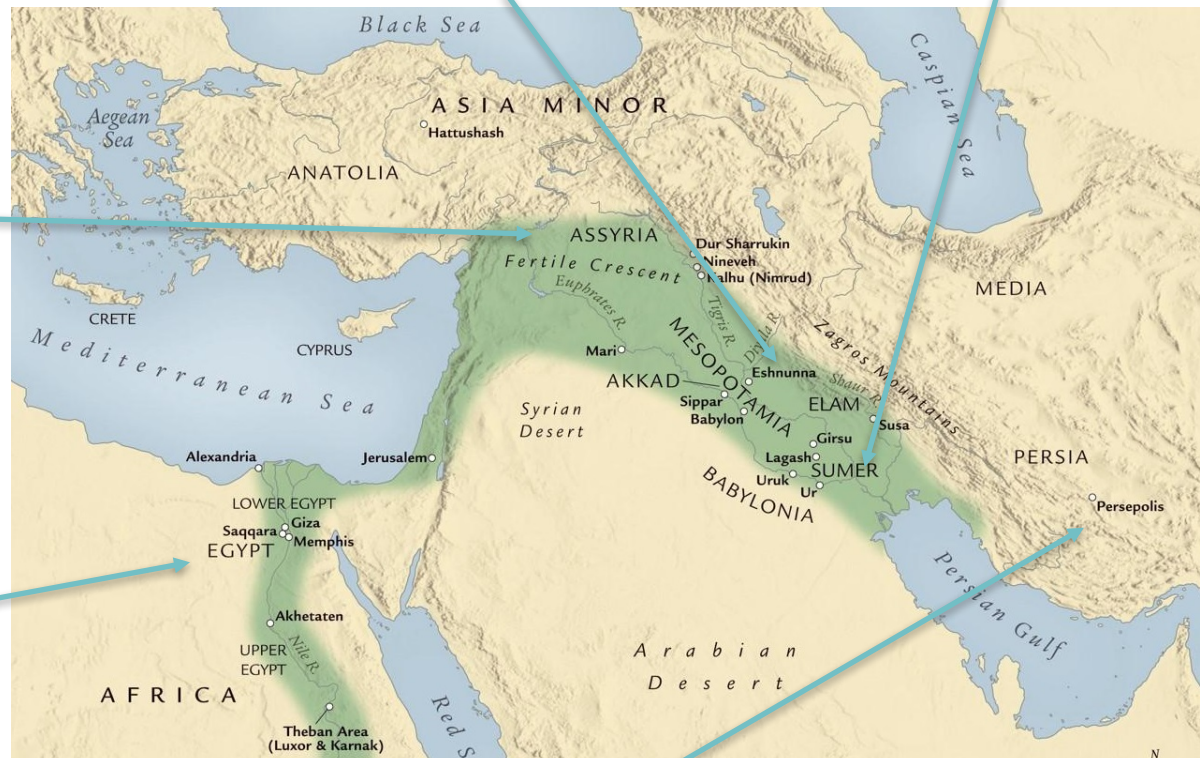 Black Sea
Caspian Sea
ASIA MINOR
Aegean
Sea
Hattushash
ANATOLIA
ASSYRIA
Dur Sharrukin
Nineveh
Kalhu (Nimrud)
Fertile Crescent
MEDIA
Euphrates R.
Tigris R.
CRETE
CYPRUS
Mediterranean Sea
Zagros Mountains
Mari
MESOPOTAMIA
Eshnunna
Shaur R.
AKKAD
Sippar
Babylon
ELAM
Susa
Syrian
Desert
Girsu
Lagash
SUMER
Uruk
Ur
BABYLONIA
PERSIA
Persepolis
Alexandria
Jerusalem
LOWER EGYPT
Giza
Saqqara
Memphis
EGYPT
Persian Gulf
Akhetaten
Nile R.
UPPER
EGYPT
Arabian
Desert
AFRICA
Red S
Theban Area
(Luxor & Karnak)
N